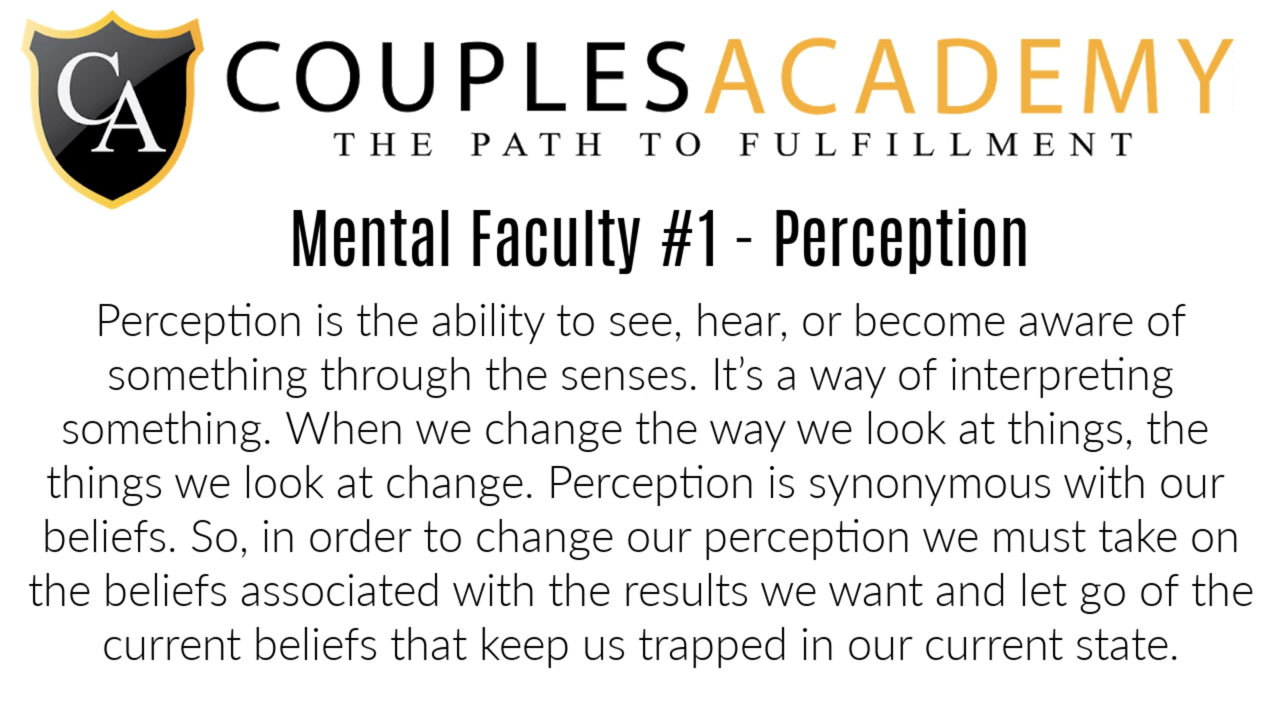 CA
COUPLESACADEMY
THE PATH TO FULFILLMENT
Mental Faculty #1 - Perception
Perception is the ability to see, hear, or become aware of
something through the senses. It’s a way of interpreting
something. When we change the way we look at things, the
things we look at change. Perception is synonymous with our
beliefs. So, in order to change our perception we must take on
the beliefs associated with the results we want and let go of the
current beliefs that keep us trapped in our current state.